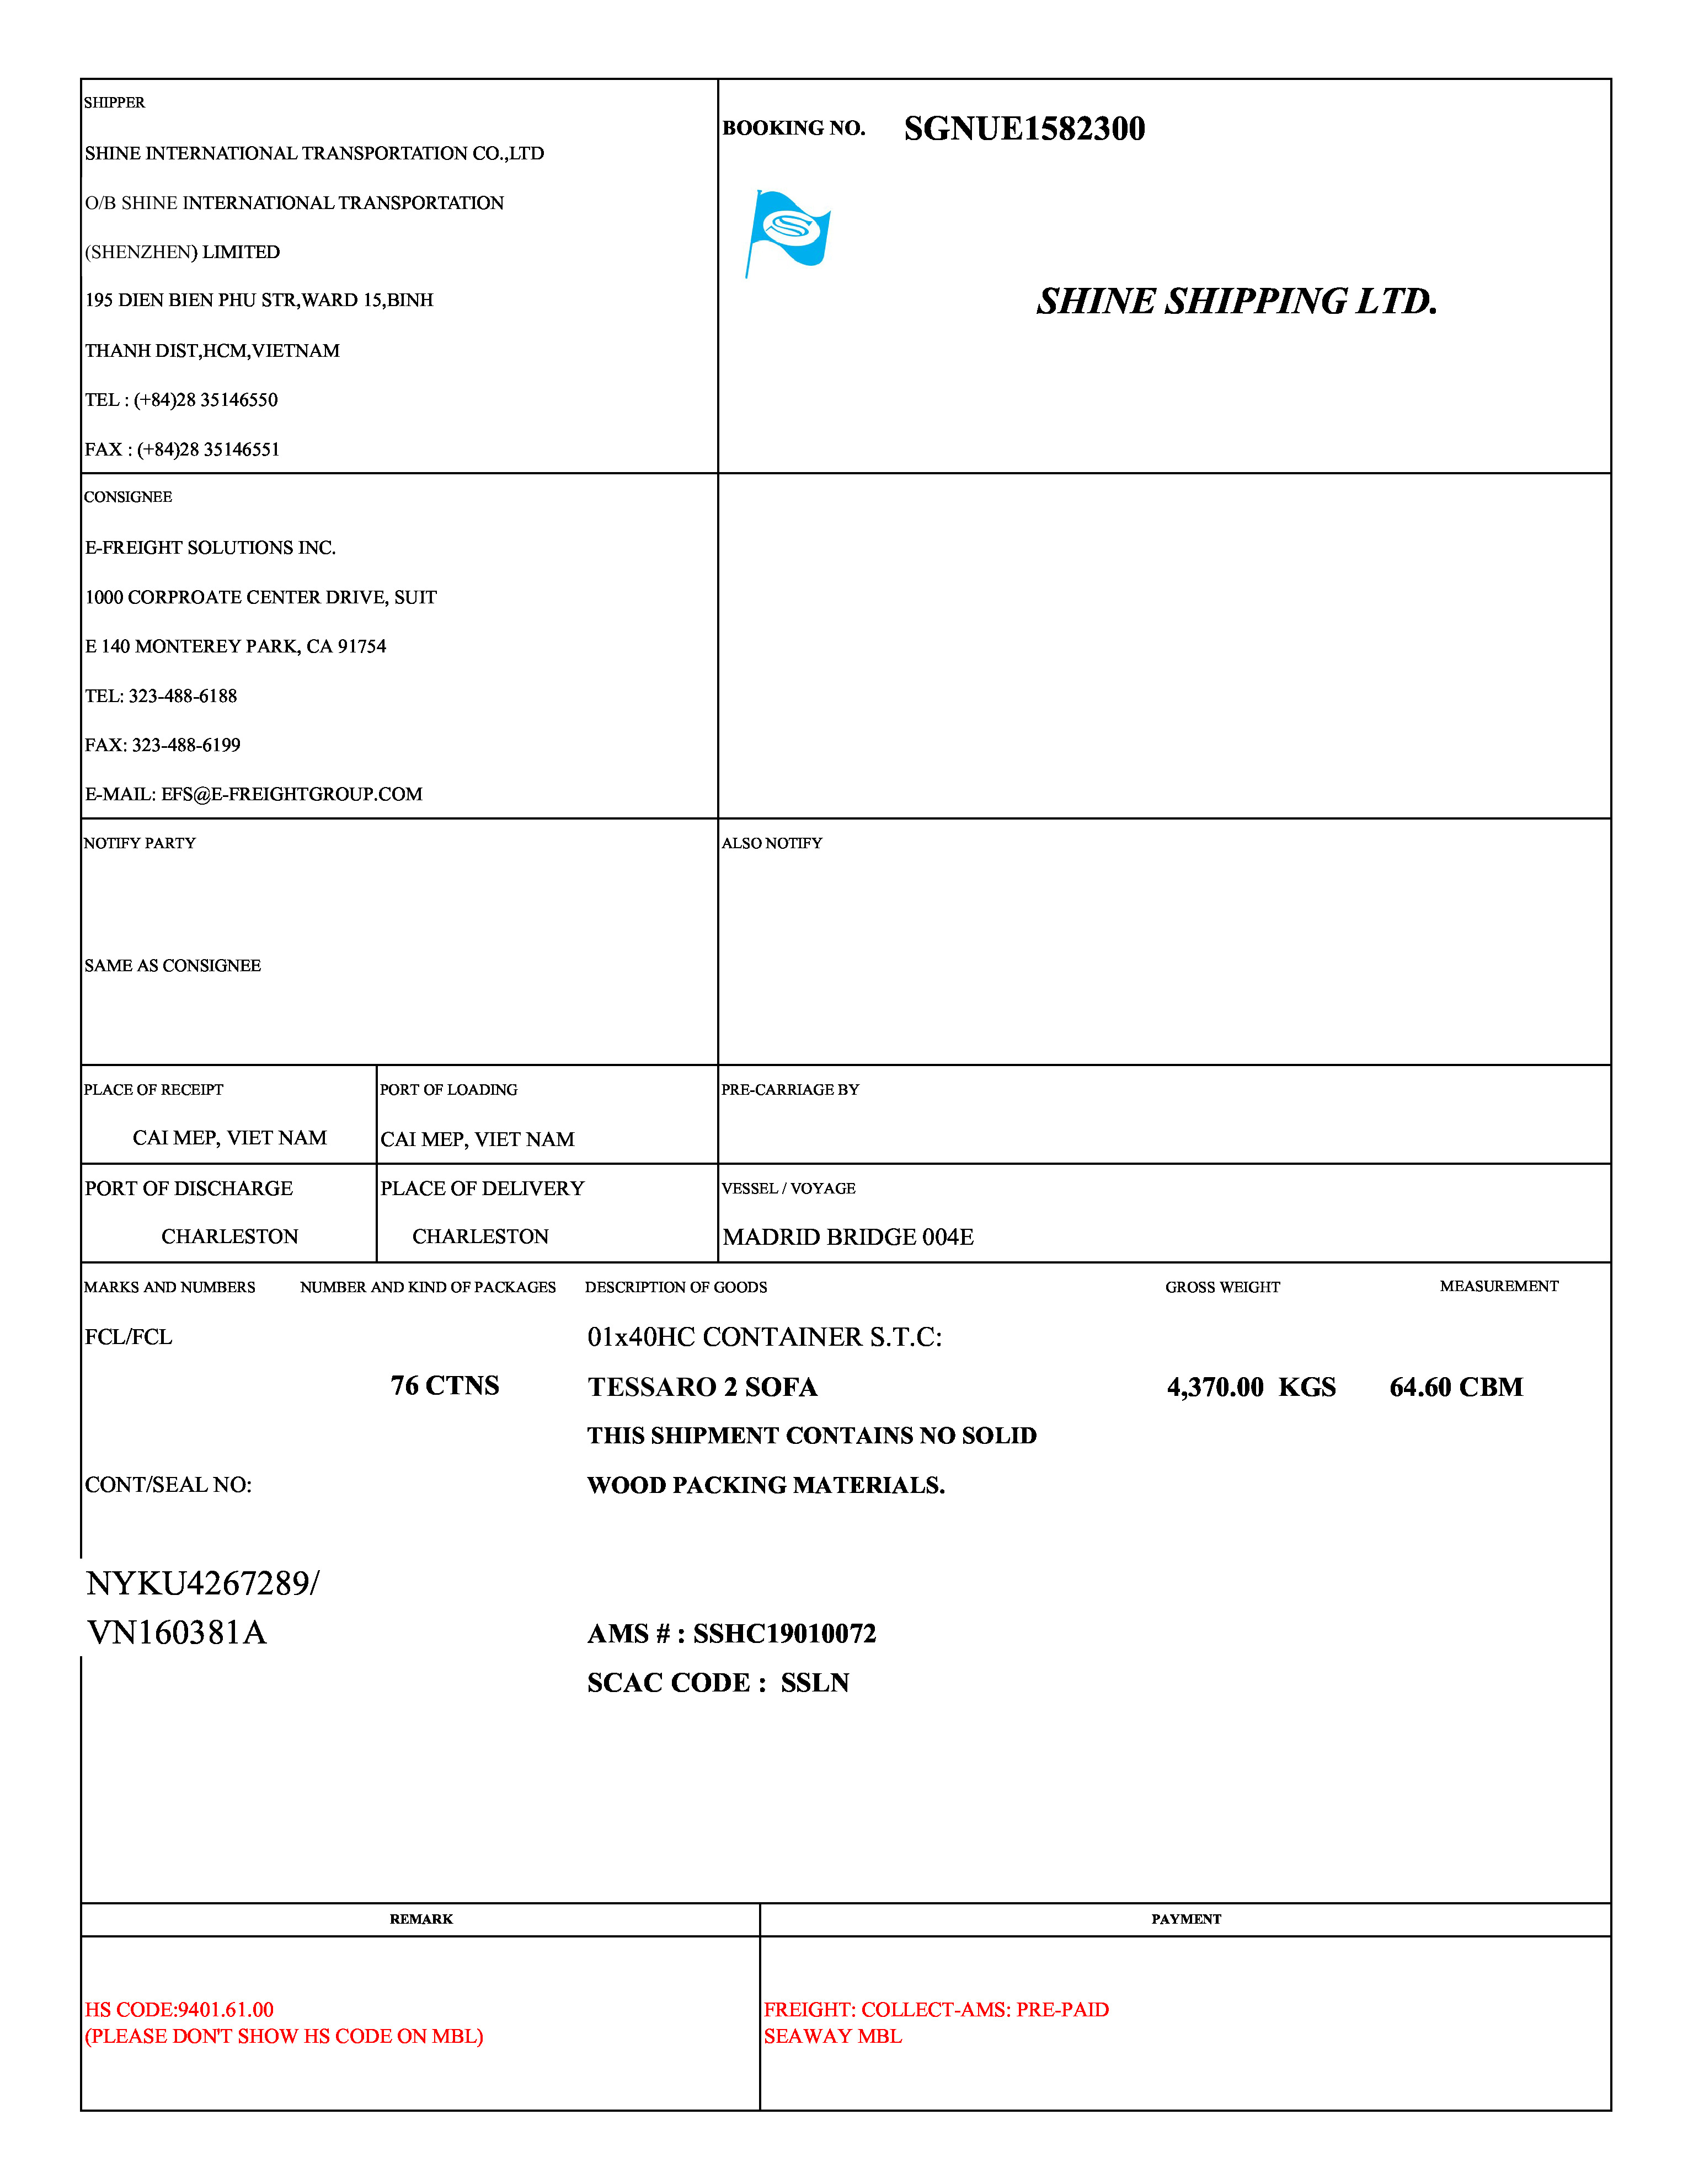 SHIPPER
SHINE INTERNATIONAL TRANSPORTATION CO.,LTD
O/B SHINE INTERNATIONAL TRANSPORTATION
(SHENZHEN) LIMITED
195 DIEN BIEN PHU STR,WARD 15,BINH
THANH DIST,HCM,VIETNAM
TEL : (+84)28 35146550
FAX : (+84)28 35146551
BOOKING NO. SGNUE1582300
S
SHINE SHIPPING LTD.
CONSIGNEE
E-FREIGHT SOLUTIONS INC.
1000 CORPROATE CENTER DRIVE, SUIT
E 140 MONTEREY PARK, CA 91754
TEL: 323-488-6188
FAX: 323-488-6199
E-MAIL: EFS@E-FREIGHTGROUP.COM
NOTIFY PARTY
SAME AS CONSIGNEE
ALSO NOTIFY
PLACE OF RECEIPT
CAI MEP, VIET NAM
PORT OF LOADING
CAI MEP, VIET NAM
PRE-CARRIAGE BY
PORT OF DISCHARGE
CHARLESTON
PLACE OF DELIVERY
CHARLESTON
VESSEL / VOYAGE
MADRID BRIDGE 004E
MARKS AND NUMBERS NUMBER AND KIND OF PACKAGES DESCRIPTION OF GOODS GROSS WEIGHT MEASUREMENT
FCL/FCL 01x40HC CONTAINER S.T.C:
76 CTNS TESSARO 2 SOFA 4,370.00 KGS 64.60 CBM
THIS SHIPMENT CONTAINS NO SOLID
CONT/SEAL NO: WOOD PACKING MATERIALS.
NYKU4267289/
VN160381A AMS # : SSHC19010072
SCAC CODE : SSLN
REMARK
HS CODE:9401.61.00
(PLEASE DON'T SHOW HS CODE ON MBL)
PAYMENT
FREIGHT: COLLECT-AMS: PRE-PAID
SEAWAY MBL